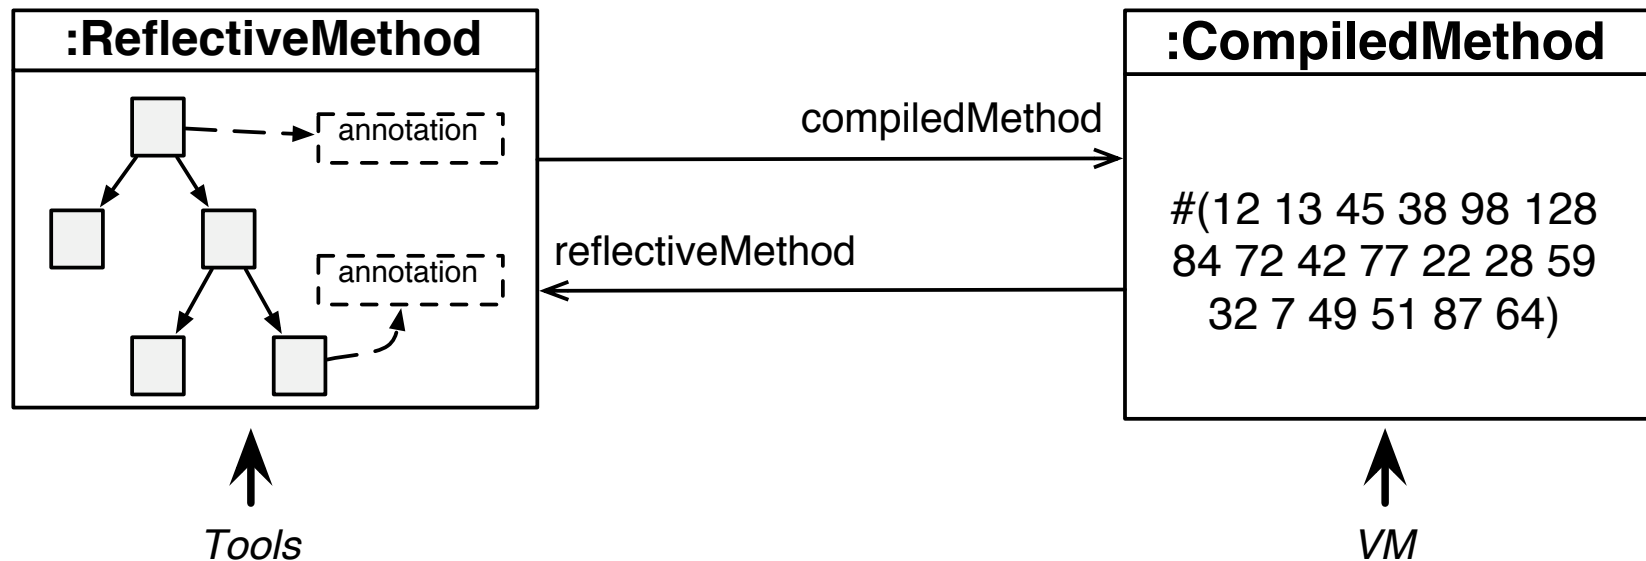 :ReflectiveMethod
annotation
annotation
Tools
compiledMethod
reflectiveMethod
:CompiledMethod
#(12 13 45 38 98 128
84 72 42 77 22 28 59
32 7 49 51 87 64)
VM